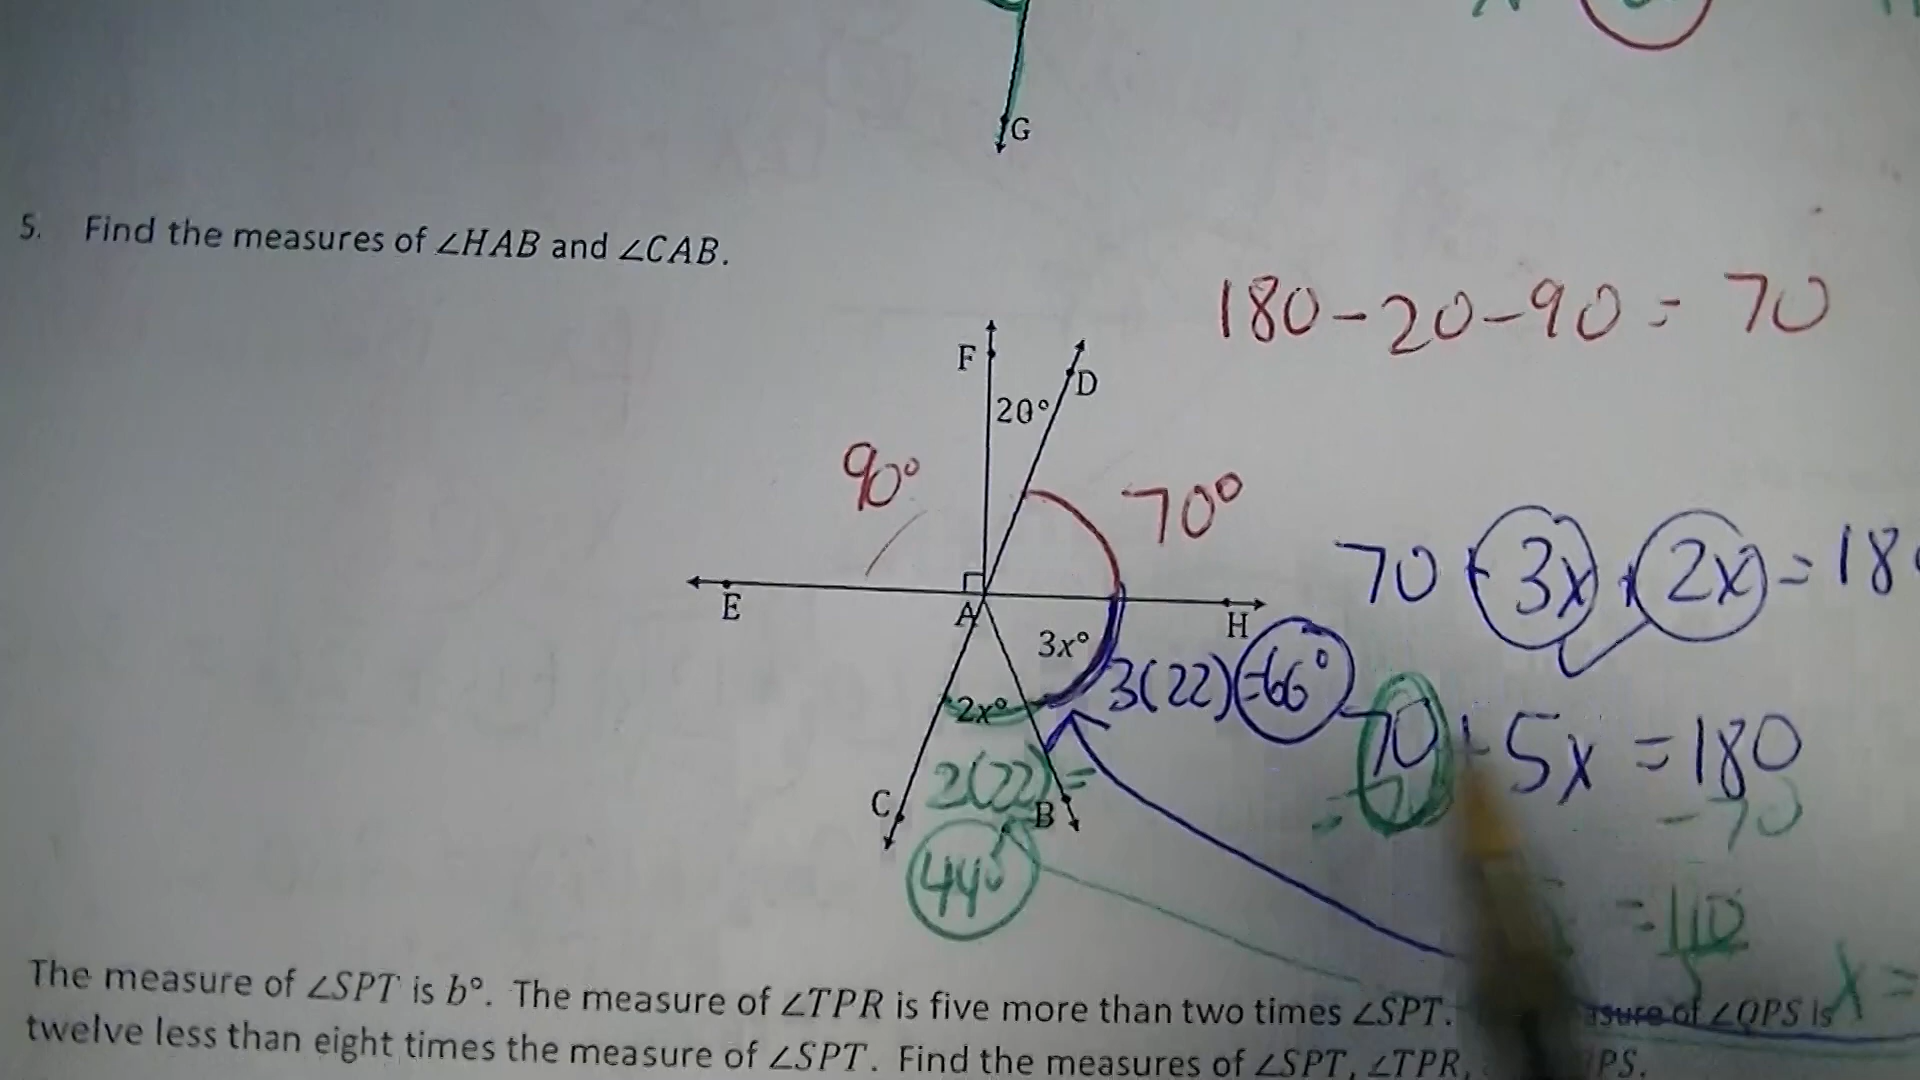 G
5. Find the measures of ∠HAB and ∠CAB.
180-20-90=70
F
D
20°
90°
70°
70+3x+2x=18
E
A
H
3x°
3(22)=66°
2x°
70+5x=180
-70
C
2(22)=
B
44°
=110
x=
The measure of ∠SPT is b°. The measure of ∠TPR is five more than two times ∠SPT. of ∠QPS is
twelve less than eight times the measure of ∠SPT. Find the measures of ∠SPT, ∠TPR, PS.